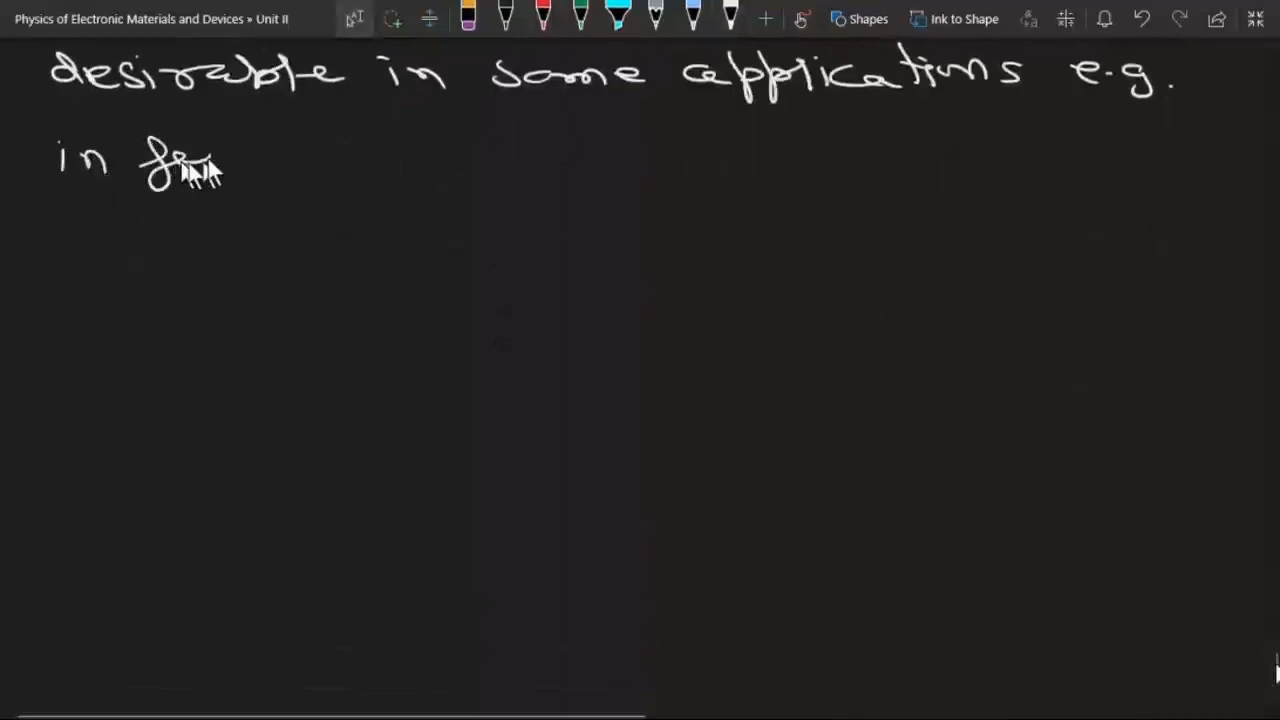 Physics of Electronic Materials and Devices » Unit II
Shapes
Ink to Shape
desirable in some applications e.g.
in